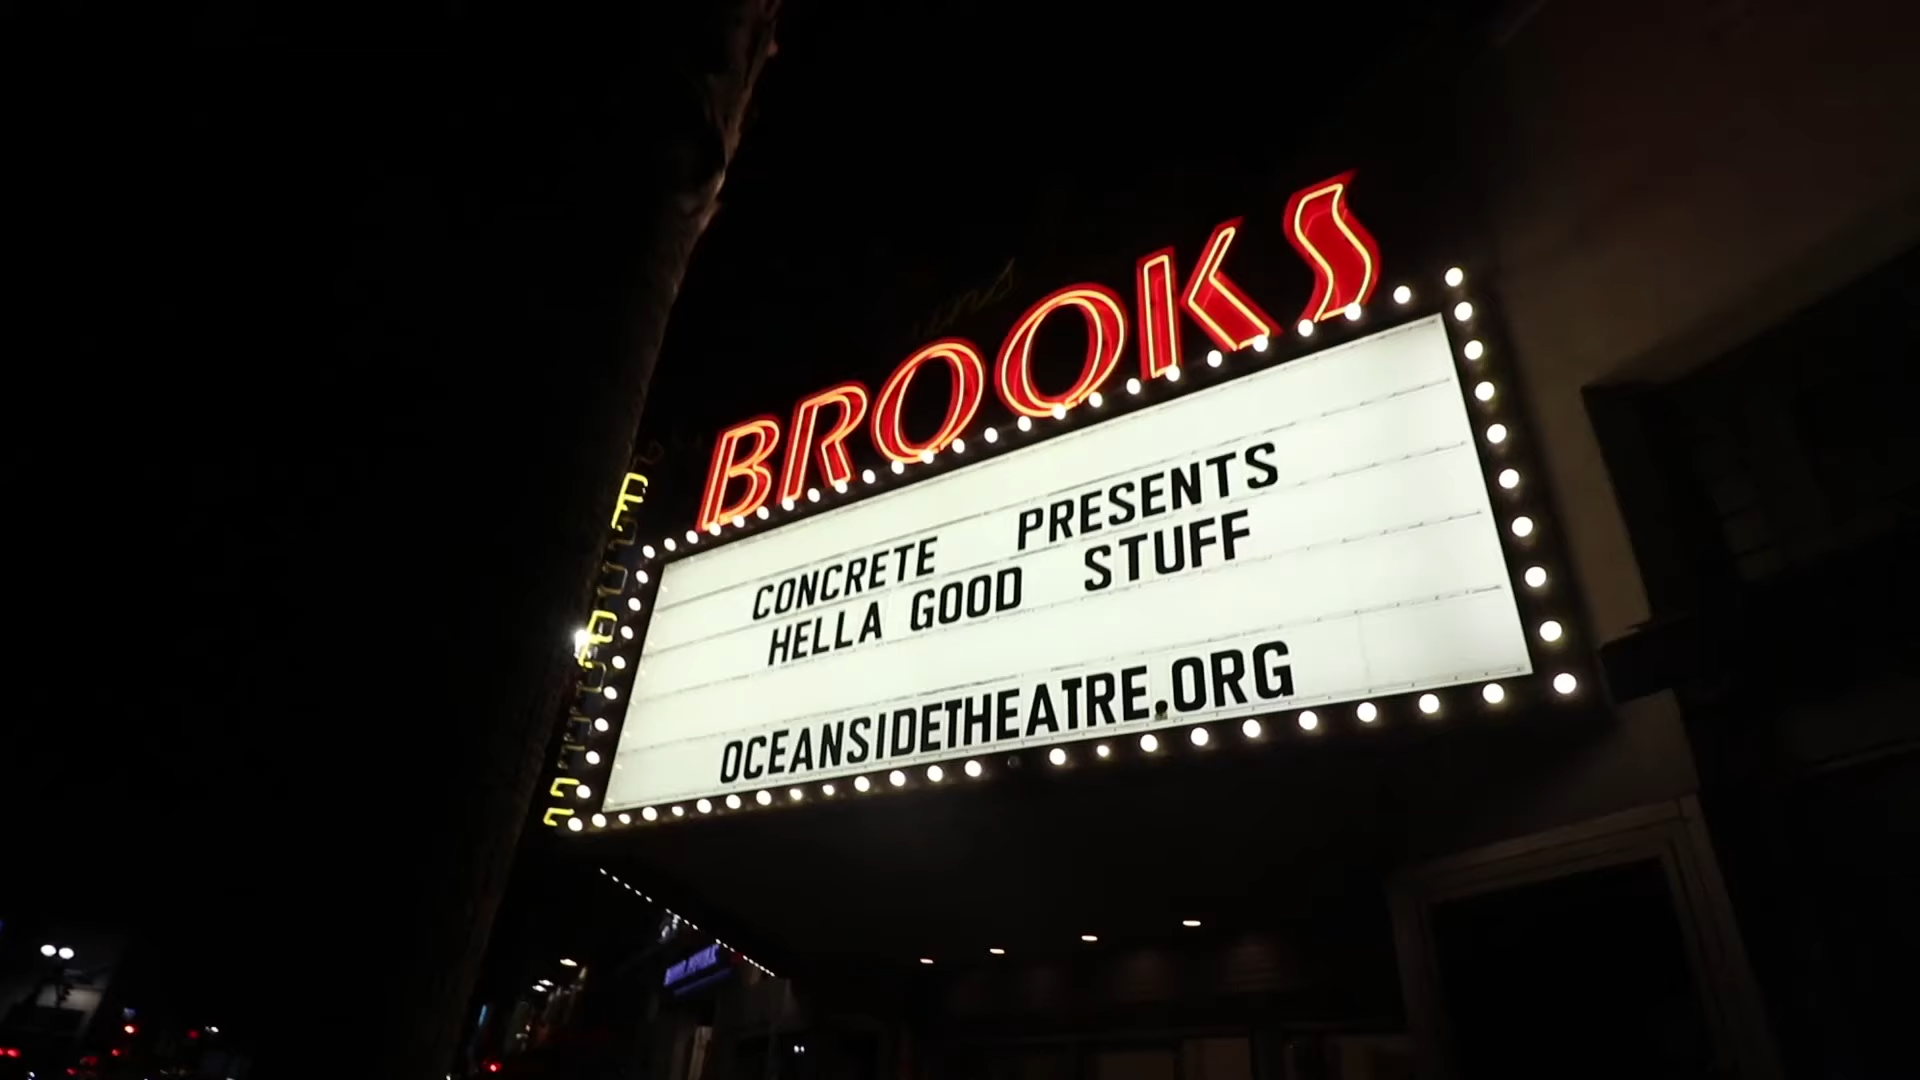 BROOKS
CONCRETE PRESENTS
HELLA GOOD STUFF
OCEANSIDETHEATRE.ORG